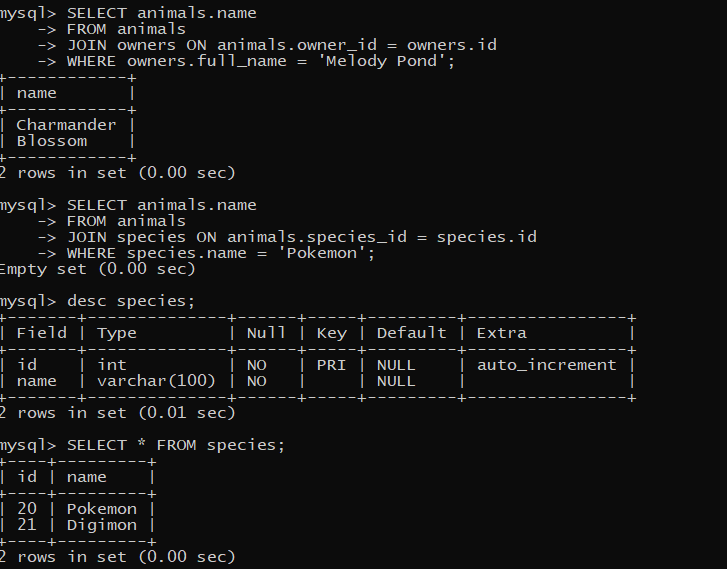 mysql> SELECT animals.name
    -> FROM animals
    -> JOIN owners ON animals.owner_id = owners.id
    -> WHERE owners.full_name = 'Melody Pond';
+------------+
| name       |
+------------+
| Charmander |
| Blossom    |
+------------+
2 rows in set (0.00 sec)

mysql> SELECT animals.name
    -> FROM animals
    -> JOIN species ON animals.species_id = species.id
    -> WHERE species.name = 'Pokemon';
Empty set (0.00 sec)

mysql> desc species;
+-------+--------------+------+-----+---------+----------------+
| Field | Type         | Null | Key | Default | Extra          |
+-------+--------------+------+-----+---------+----------------+
| id    | int          | NO   | PRI | NULL    | auto_increment |
| name  | varchar(100) | NO   |     | NULL    |                |
+-------+--------------+------+-----+---------+----------------+
2 rows in set (0.01 sec)

mysql> SELECT * FROM species;
+----+---------+
| id | name    |
+----+---------+
| 20 | Pokemon |
| 21 | Digimon |
+----+---------+
2 rows in set (0.00 sec)